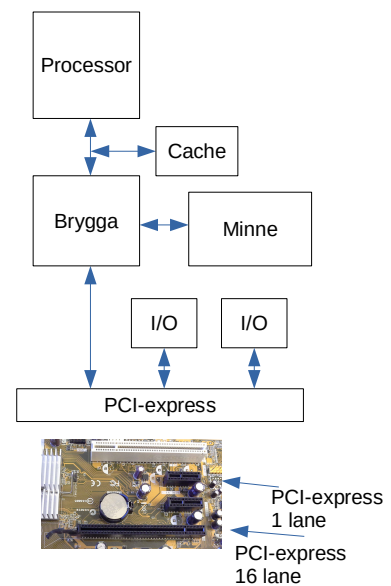 Processor
Cache
Brygga
Minne
I/O
I/O
PCI-express
PCI-express
1 lane
PCI-express
16 lane